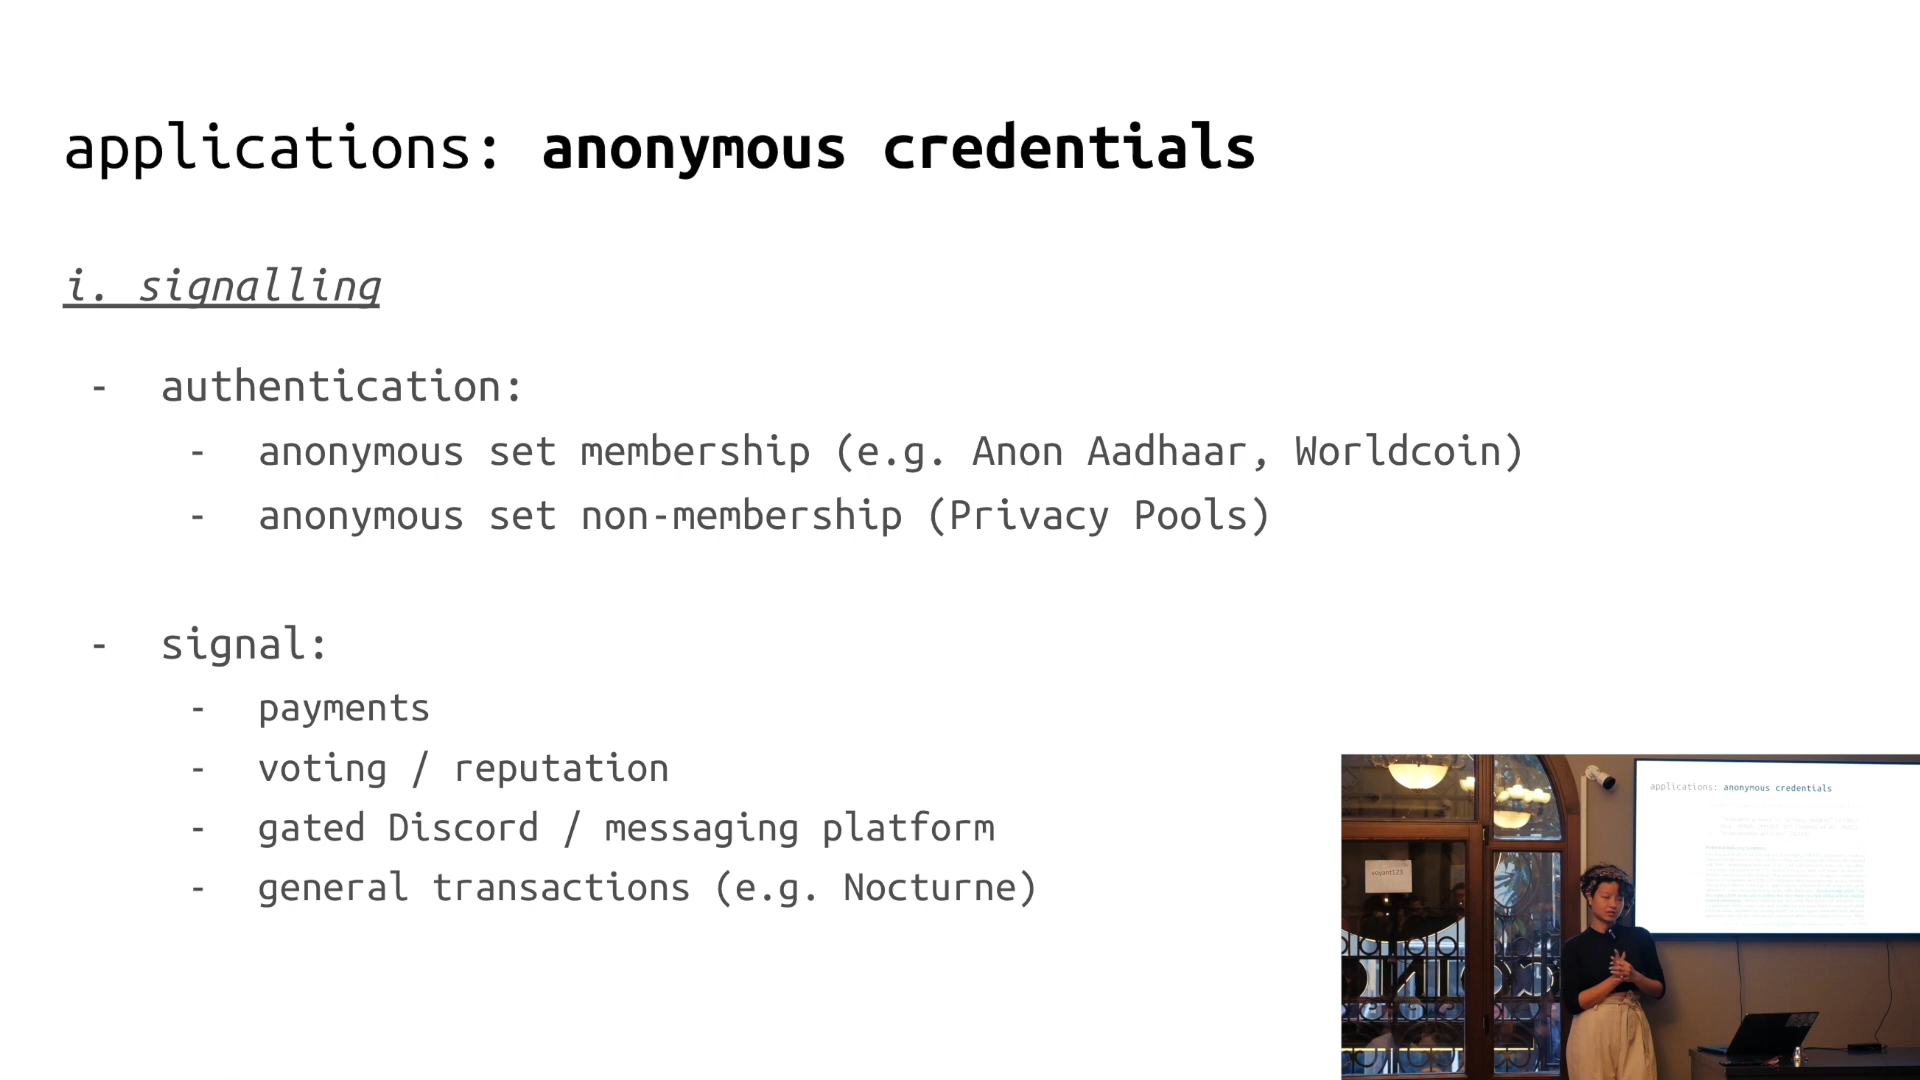 applications: anonymous credentials
i. signalling
- authentication:
- anonymous set membership (e.g. Anon Aadhaar, Worldcoin)
- anonymous set non-membership (Privacy Pools)
- signal:
- payments
- voting / reputation
- gated Discord / messaging platform
- general transactions (e.g. Nocturne)
applications: anonymous credentials
voyant123